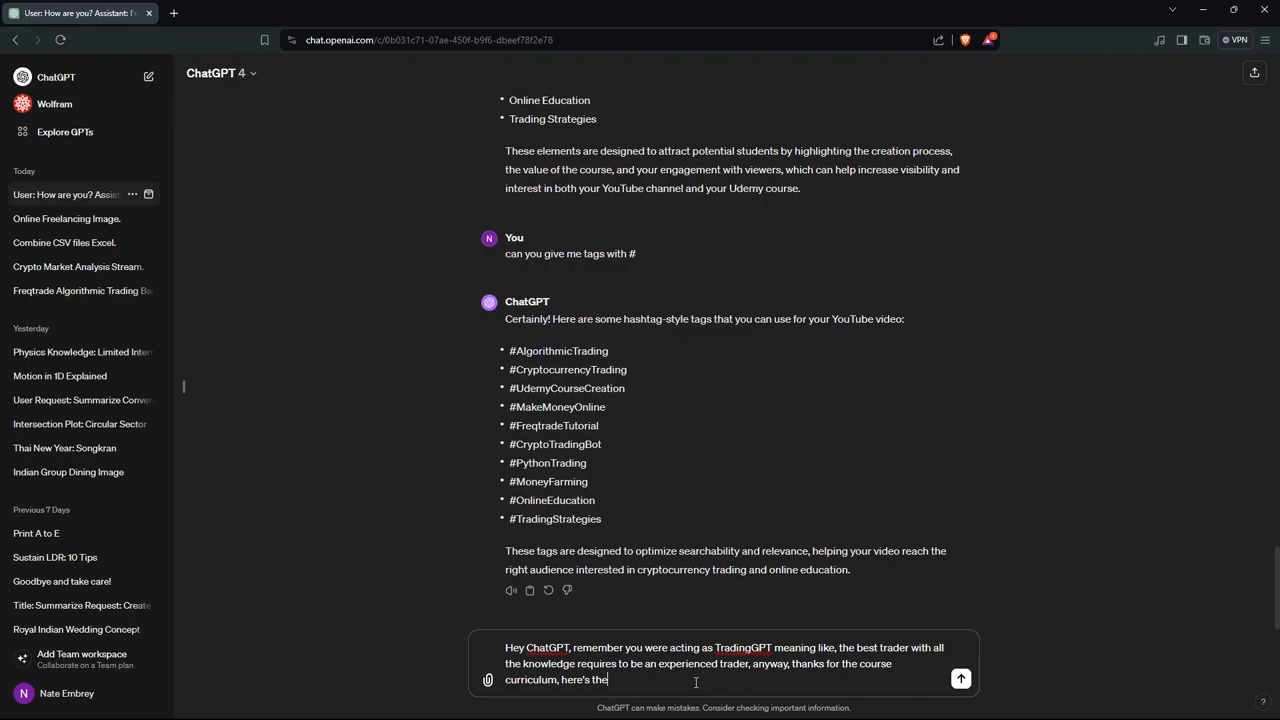 User: How are you? Assistant: I'
chat.openai.com/c/0b031c71-07ae-450f-b9f6-dbeef78f2e78
VPN
ChatGPT
Wolfram
Explore GPTs
Today
User: How are you? Assist
Online Freelancing Image.
Combine CSV files Excel.
Crypto Market Analysis Stream.
Freqtrade Algorithmic Trading Ba
Yesterday
Physics Knowledge: Limited Inter
Motion in 1D Explained
User Request: Summarize Conver
Intersection Plot: Circular Sector
Thai New Year: Songkran
Indian Group Dining Image
Previous 7 Days
Print A to E
Sustain LDR: 10 Tips
Goodbye and take care!
Title: Summarize Request: Create
Royal Indian Wedding Concept
Add Team workspace
Collaborate on a Team plan
N
Nate Embrey
ChatGPT 4
• Online Education
• Trading Strategies
These elements are designed to attract potential students by highlighting the creation process,
the value of the course, and your engagement with viewers, which can help increase visibility and
interest in both your YouTube channel and your Udemy course.
N
You
can you give me tags with #
ChatGPT
Certainly! Here are some hashtag-style tags that you can use for your YouTube video:
• #AlgorithmicTrading
• #CryptocurrencyTrading
• #UdemyCourseCreation
• #MakeMoneyOnline
• #FreqtradeTutorial
• #CryptoTradingBot
• #PythonTrading
• #MoneyFarming
• #OnlineEducation
• #TradingStrategies
These tags are designed to optimize searchability and relevance, helping your video reach the
right audience interested in cryptocurrency trading and online education.
Hey ChatGPT, remember you were acting as TradingGPT meaning like, the best trader with all
the knowledge requires to be an experienced trader, anyway, thanks for the course
curriculum, here's the
ChatGPT can make mistakes. Consider checking important information.
?